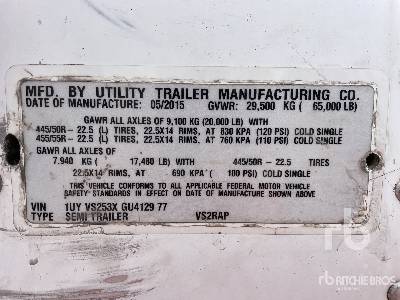 MFD. BY UTILITY TRAILER MANUFACTURING CO.
DATE OF MANUFACTURE: 05/2015 GVWR: 29,500 KG ( 65,000 LB)
GAWR ALL AXLES OF 9,100 KG (20,000 LB) WITH
445/50R - 22.5 (L) TIRES, 22.5X14 RIMS, AT 830 KPA (120 PSI) COLD SINGLE
455/55R - 22.5 (L) TIRES, 22.5X14 RIMS, AT 760 KPA (110 PSI) COLD SINGLE
GAWR ALL AXLES OF
7,940 KG ( 17,480 LB) WITH 445/50R - 22.5 TIRES
22.5X14 RIMS, AT 690 KPA ( 100 PSI) COLD SINGLE
THIS VEHICLE CONFORMS TO ALL APPLICABLE FEDERAL MOTOR VEHICLE
SAFETY STANDARDS IN EFFECT ON DATE OF MANUFACTURE SHOWN ABOVE
VIN 1UY VS253X GU4129 77
TYPE SEMI TRAILER VS2RAP
rb
rb RITCHIE BROS